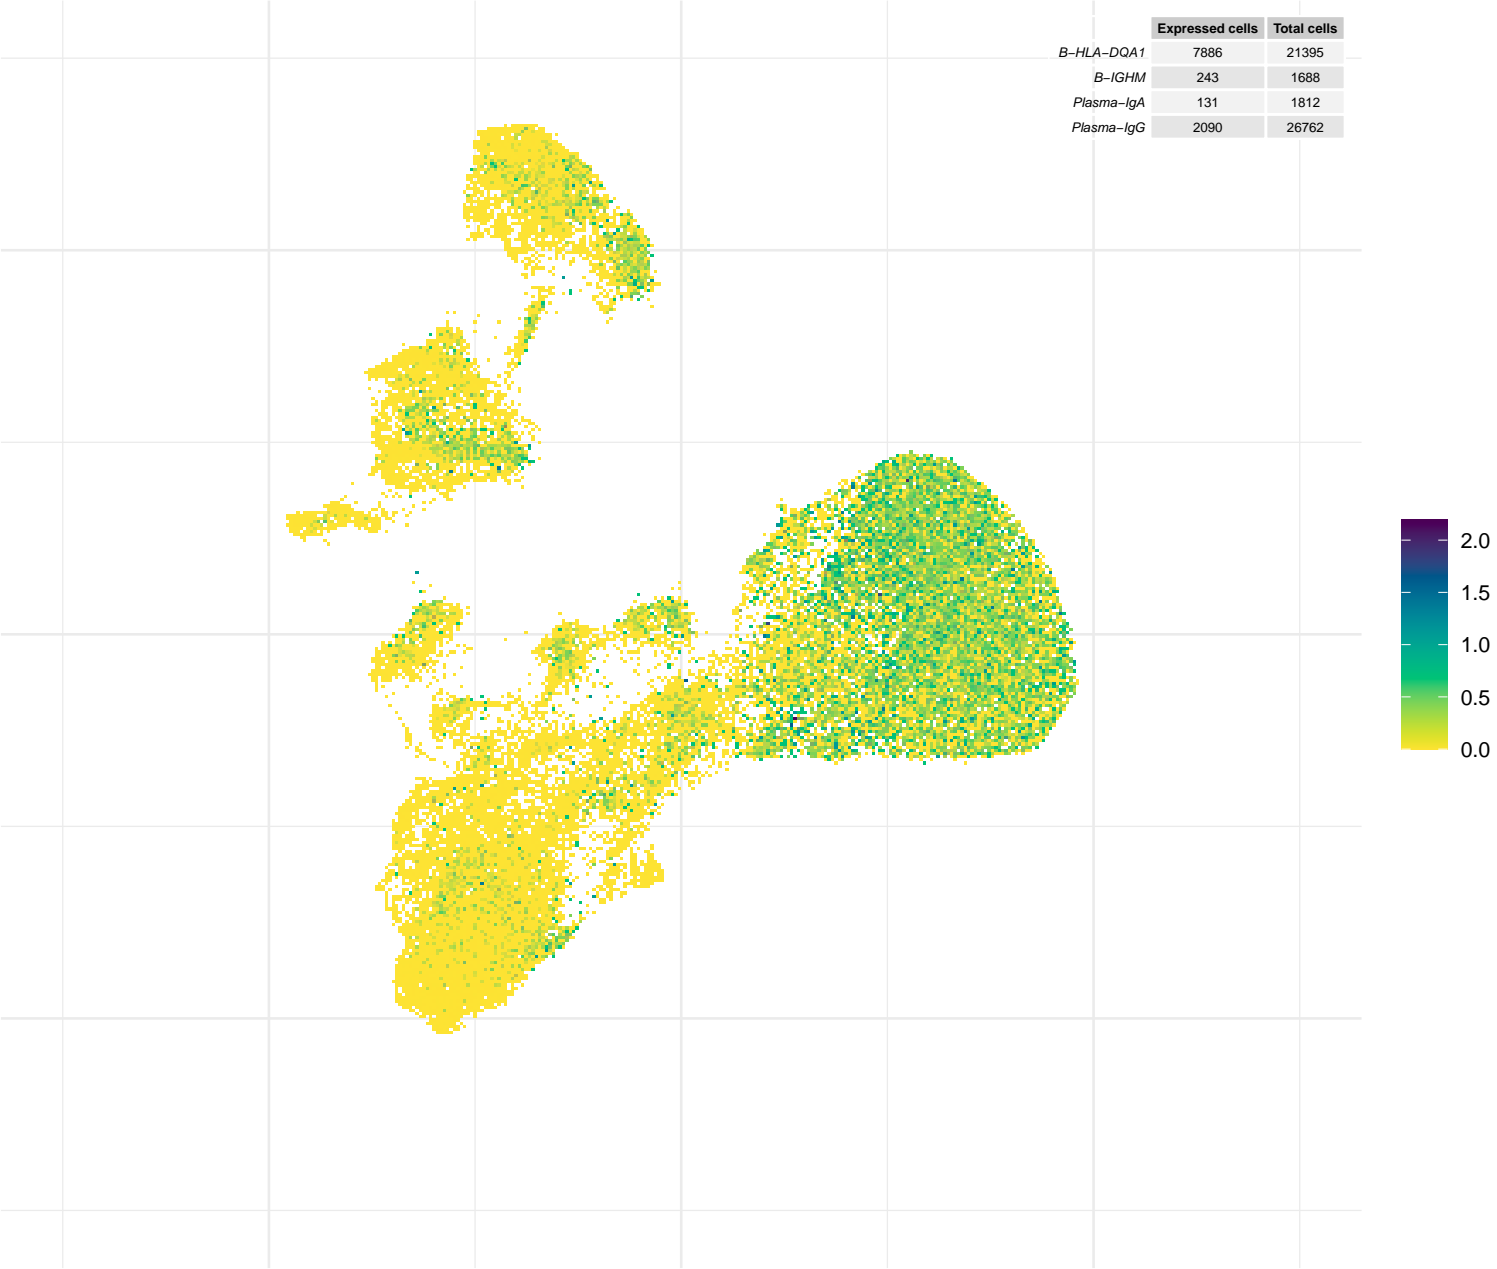 Expressed cells Total cells
B−HLA−DQA1 7886 21395
B−IGHM 243 1688
Plasma−IgA 131 1812
Plasma−IgG 2090 26762
2.0
1.5
1.0
0.5
0.0